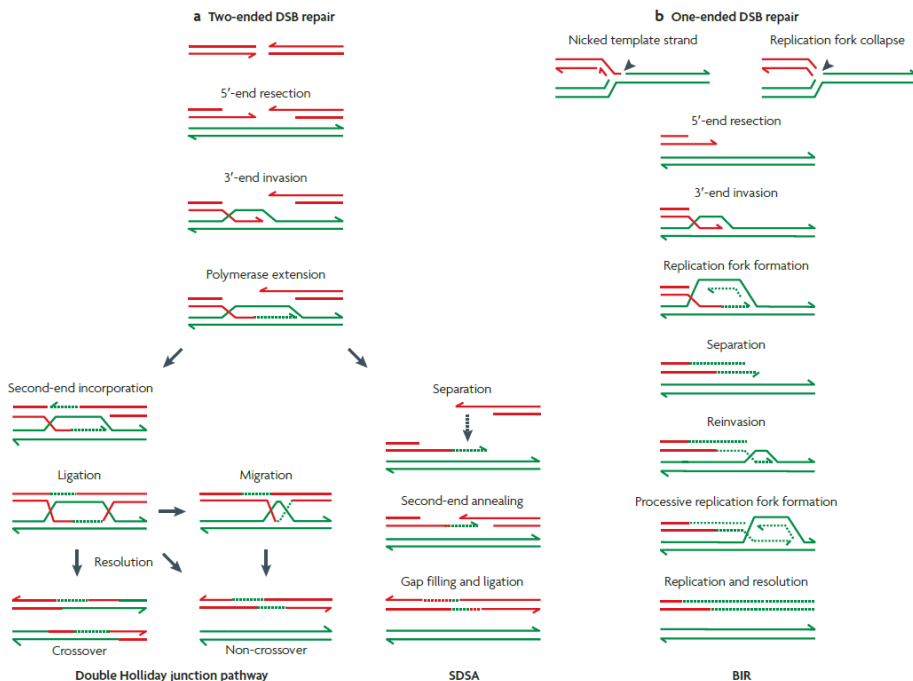 a Two-ended DSB repair
5′-end resection
3′-end invasion
Polymerase extension
Second-end incorporation
Ligation
Migration
Resolution
Crossover
Non-crossover
Double Holliday junction pathway
Separation
Second-end annealing
Gap filling and ligation
SDSA
b One-ended DSB repair
Nicked template strand
Replication fork collapse
5′-end resection
3′-end invasion
Replication fork formation
Separation
Reinvasion
Processive replication fork formation
Replication and resolution
BIR